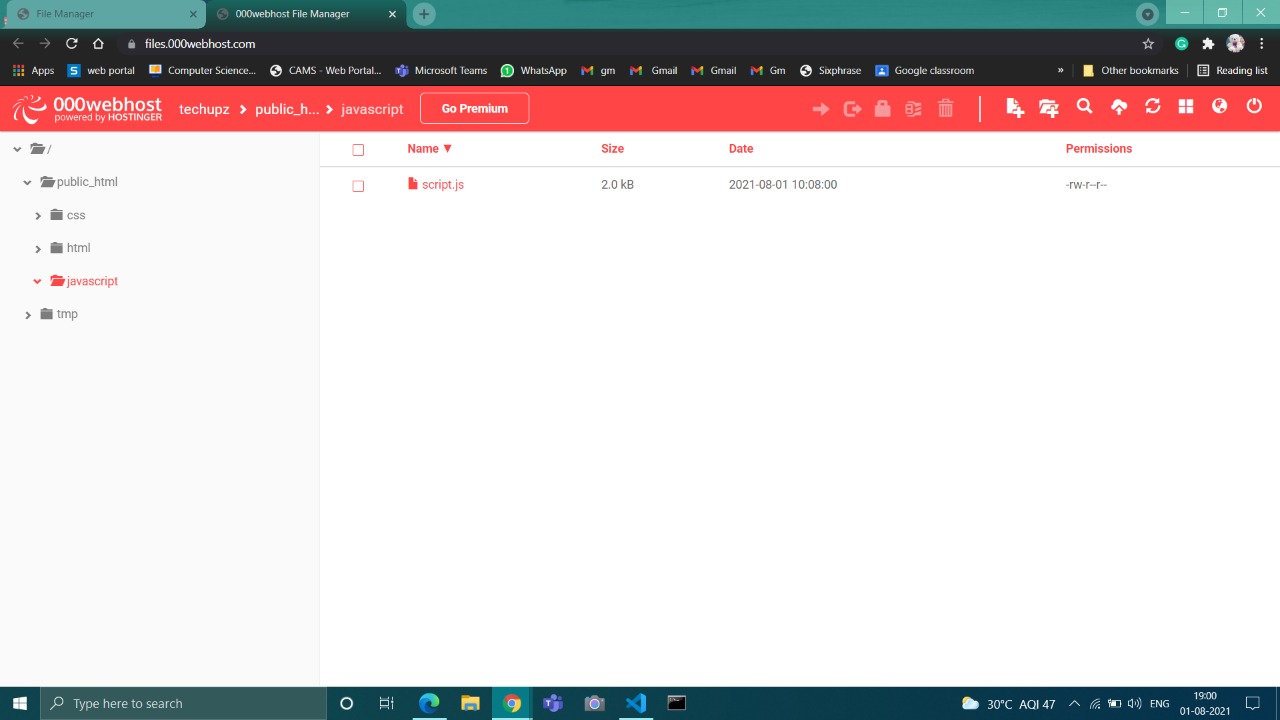 File Manager
000webhost File Manager
files.000webhost.com
Apps
web portal
Computer Science...
CAMS - Web Portal...
Microsoft Teams
WhatsApp
gm
Gmail
Gmail
Gm
Sixphrase
Google classroom
»
Other bookmarks
Reading list
000webhost
powered by HOSTINGER
techupz
public_h...
javascript
Go Premium
/
public_html
css
html
javascript
tmp
Name ▼ Size Date Permissions
script.js 2.0 kB 2021-08-01 10:08:00 -rw-r--r--
Type here to search
30°C AQI 47
ENG
19:00
01-08-2021